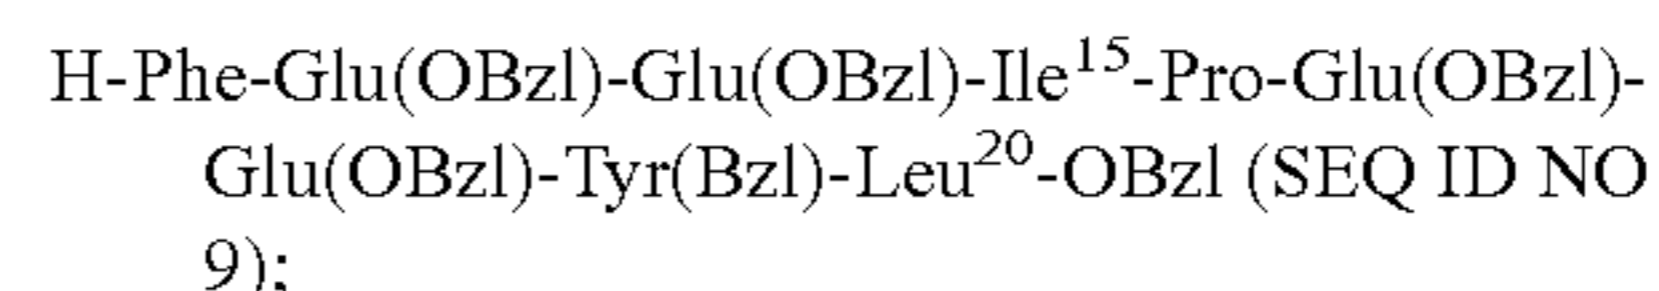 H-Phe-Glu(OBzl)-Glu(OBzl)-Ile¹⁵-Pro-Glu(OBzl)-
Glu(OBzl)-Tyr(Bzl)-Leu²⁰-OBzl (SEQ ID NO
9);